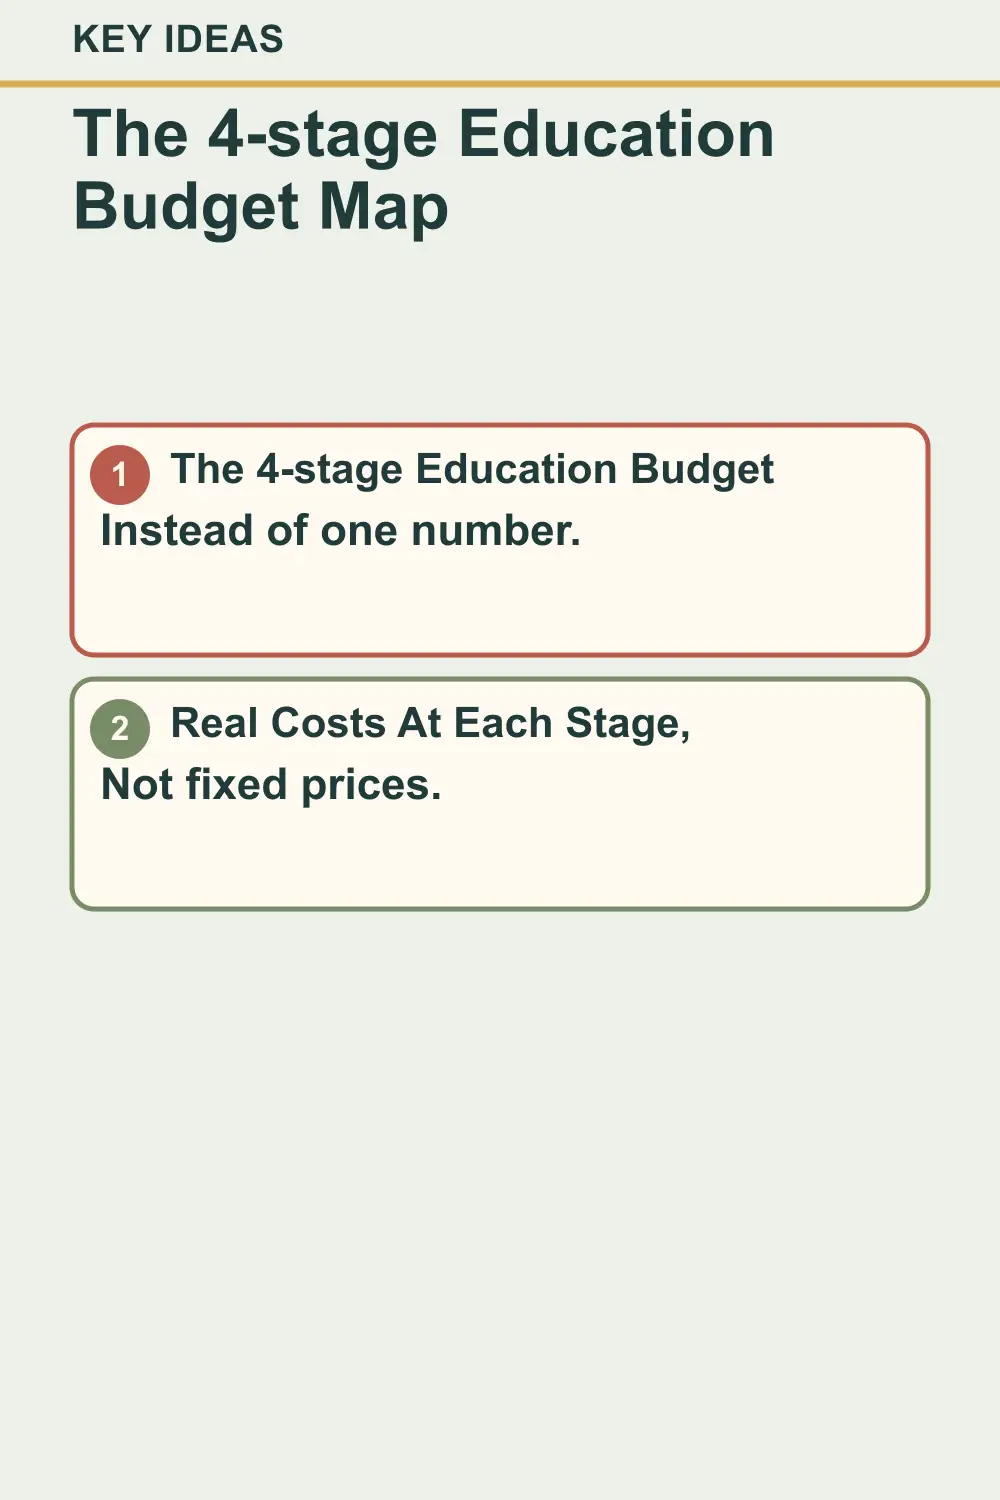 KEY IDEAS
The 4-stage Education
Budget Map
1 The 4-stage Education Budget
Instead of one number.
2 Real Costs At Each Stage,
Not fixed prices.